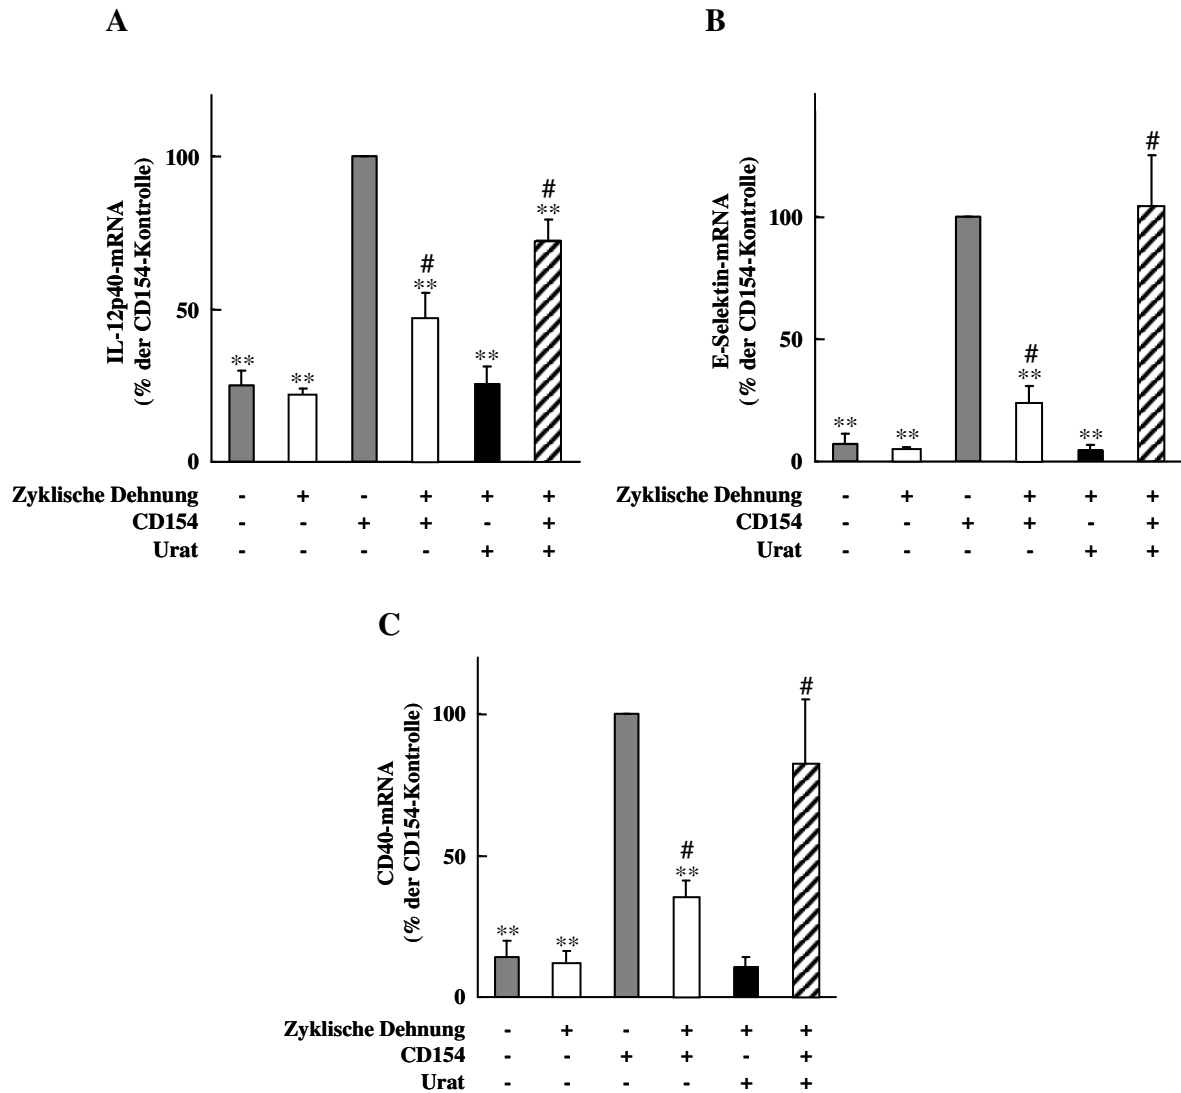 A
IL-12p40-mRNA
(% der CD154-Kontrolle)
100
50
0
** ** # ** ** # **
Zyklische Dehnung - + - + + +
CD154 - - + + - +
Urat - - - - + +
B
E-Selektin-mRNA
(% der CD154-Kontrolle)
100
50
0
** ** # ** ** #
Zyklische Dehnung - + - + + +
CD154 - - + + - +
Urat - - - - + +
C
CD40-mRNA
(% der CD154-Kontrolle)
100
50
0
** ** # ** #
Zyklische Dehnung - + - + + +
CD154 - - + + - +
Urat - - - - + +